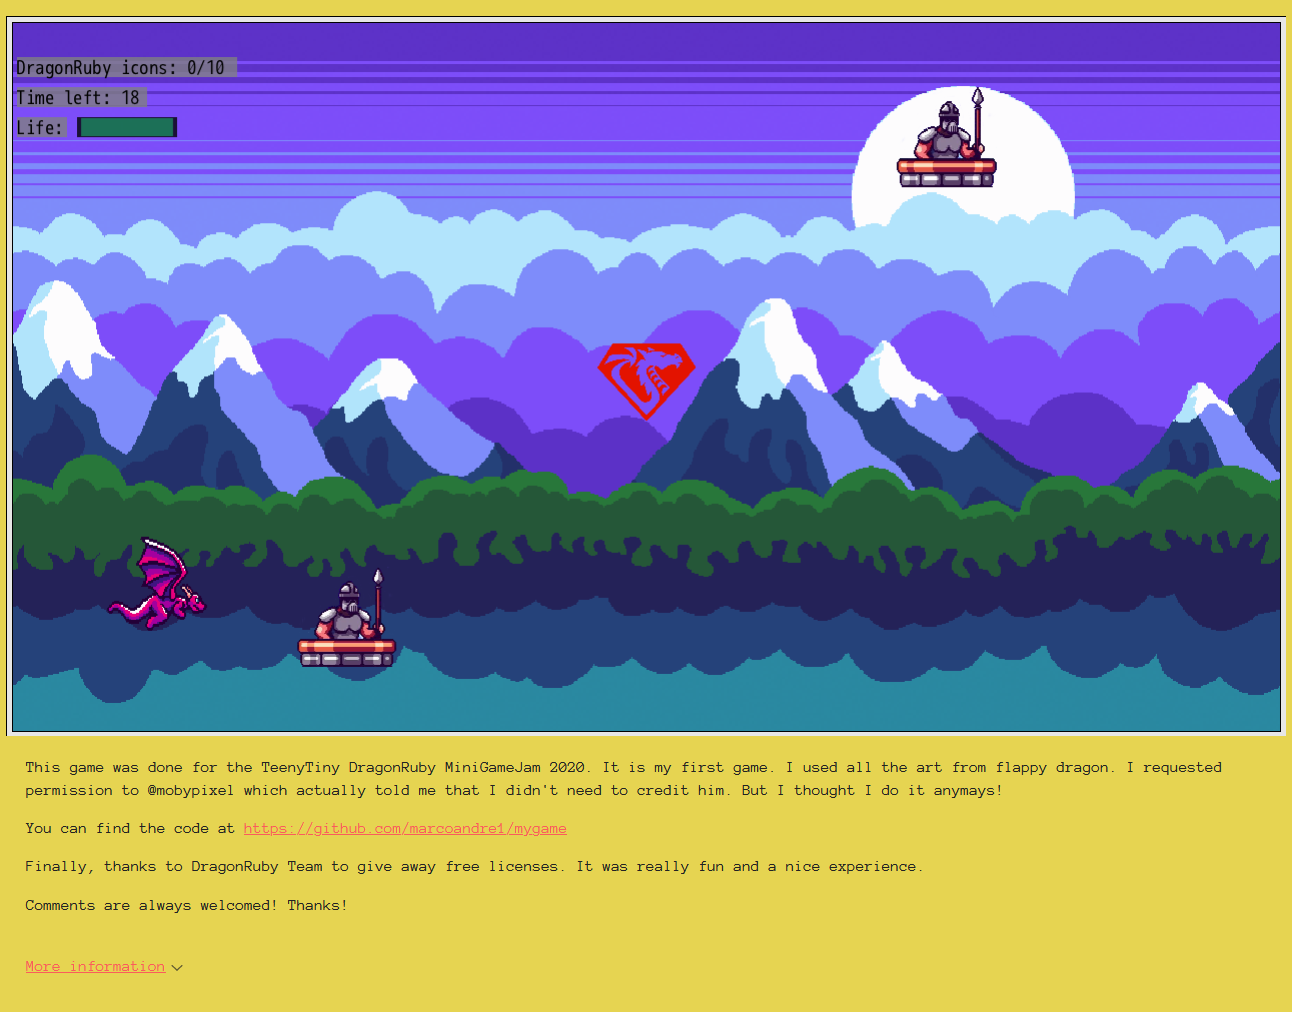 DragonRuby icons: 0/10
Time left: 18
Life:
This game was done for the TeenyTiny DragonRuby MiniGameJam 2020. It is my first game. I used all the art from flappy dragon. I requested
permission to @mobypixel which actually told me that I didn't need to credit him. But I thought I do it anymays!
You can find the code at https://github.com/marcoandre1/mygame
Finally, thanks to DragonRuby Team to give away free licenses. It was really fun and a nice experience.
Comments are always welcomed! Thanks!
More information